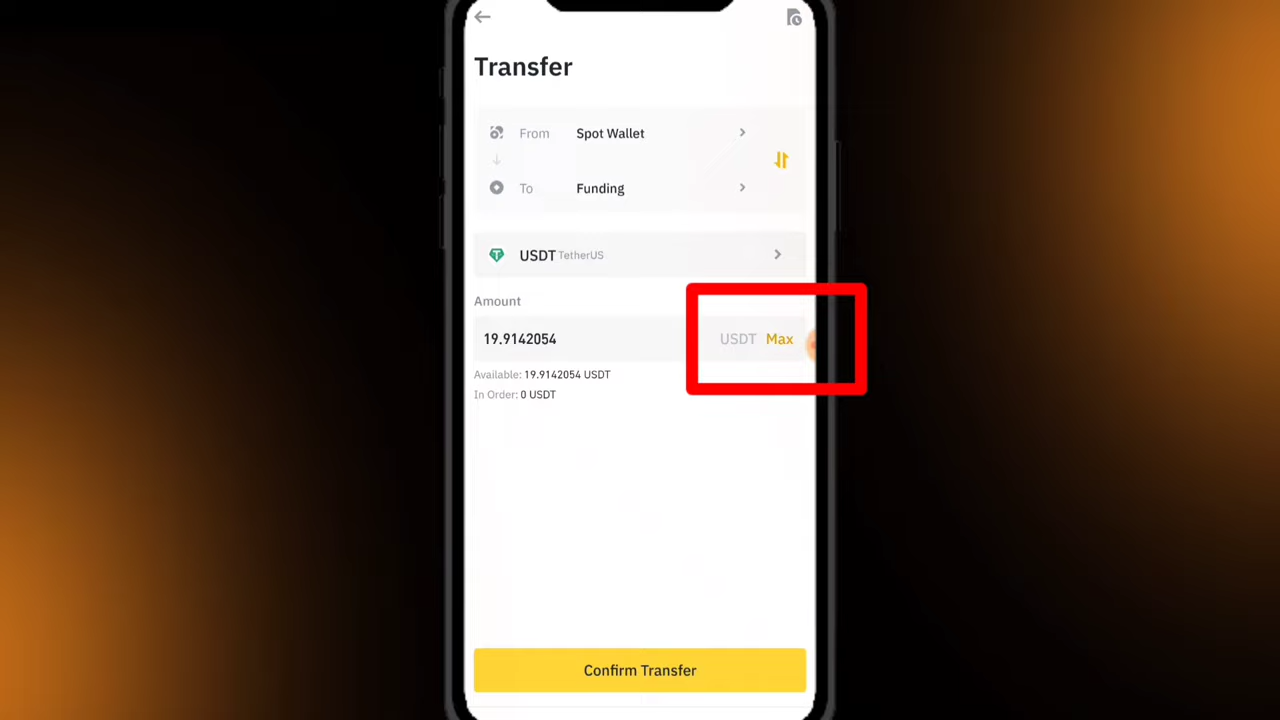 Transfer
From Spot Wallet
To Funding
USDT TetherUS
Amount
19.9142054 USDT Max
Available: 19.9142054 USDT
In Order: 0 USDT
Confirm Transfer